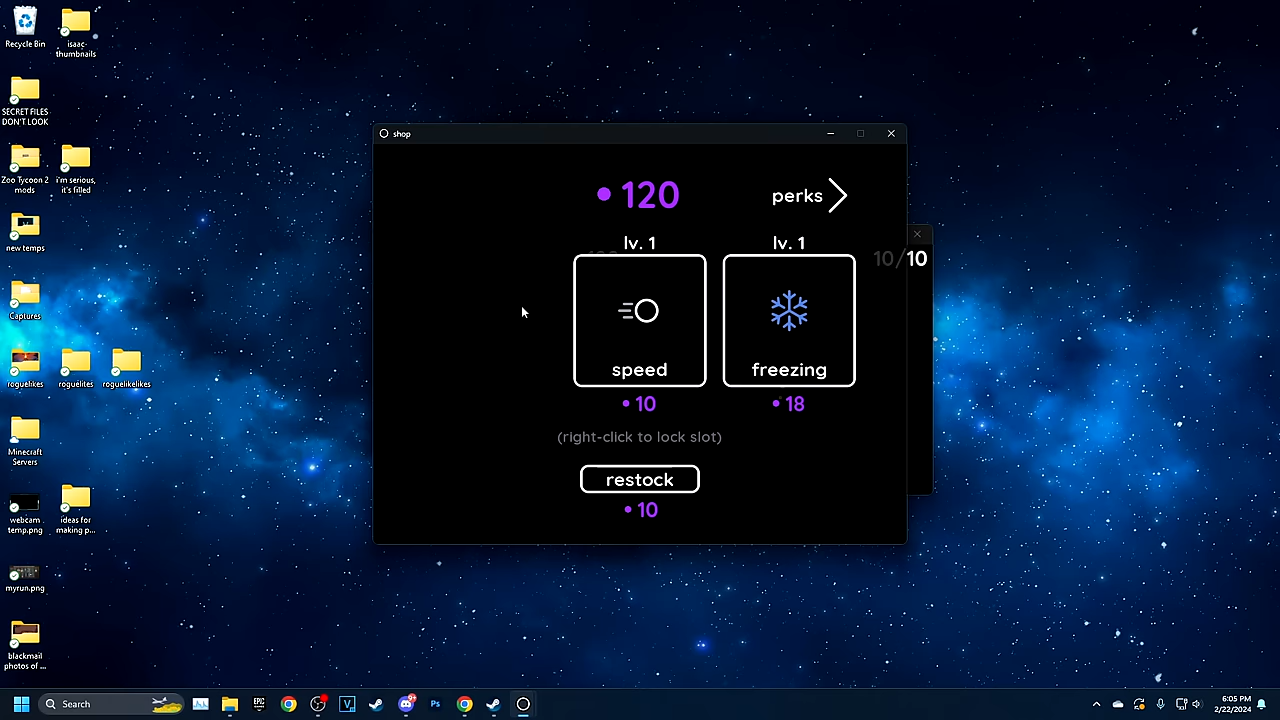 Recycle Bin
isaac-
thumbnails
SECRET FILES
DON'T LOOK
Zoo Tycoon 2
mods
i'm serious,
it's filled
new temps
Captures
roguelikes
roguelites
roguelikelikes
Minecraft
Servers
webcam
temp.png
ideas for
making p...
myrun.png
blackmail
photos of ...
shop
120
perks
lv. 1
lv. 1
10/10
speed
freezing
10
18
(right-click to lock slot)
restock
10
Search
EPIC
V
9+
Ps
6:05 PM
2/22/2024